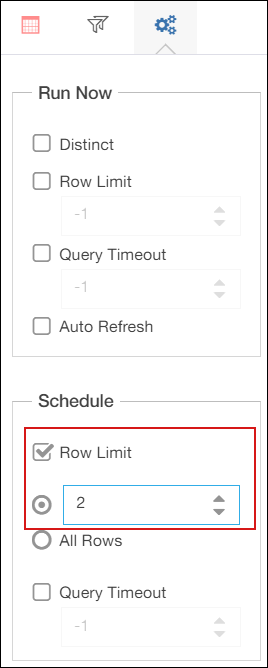 Run Now
Distinct
Row Limit
-1
Query Timeout
-1
Auto Refresh
Schedule
Row Limit
2
All Rows
Query Timeout
-1